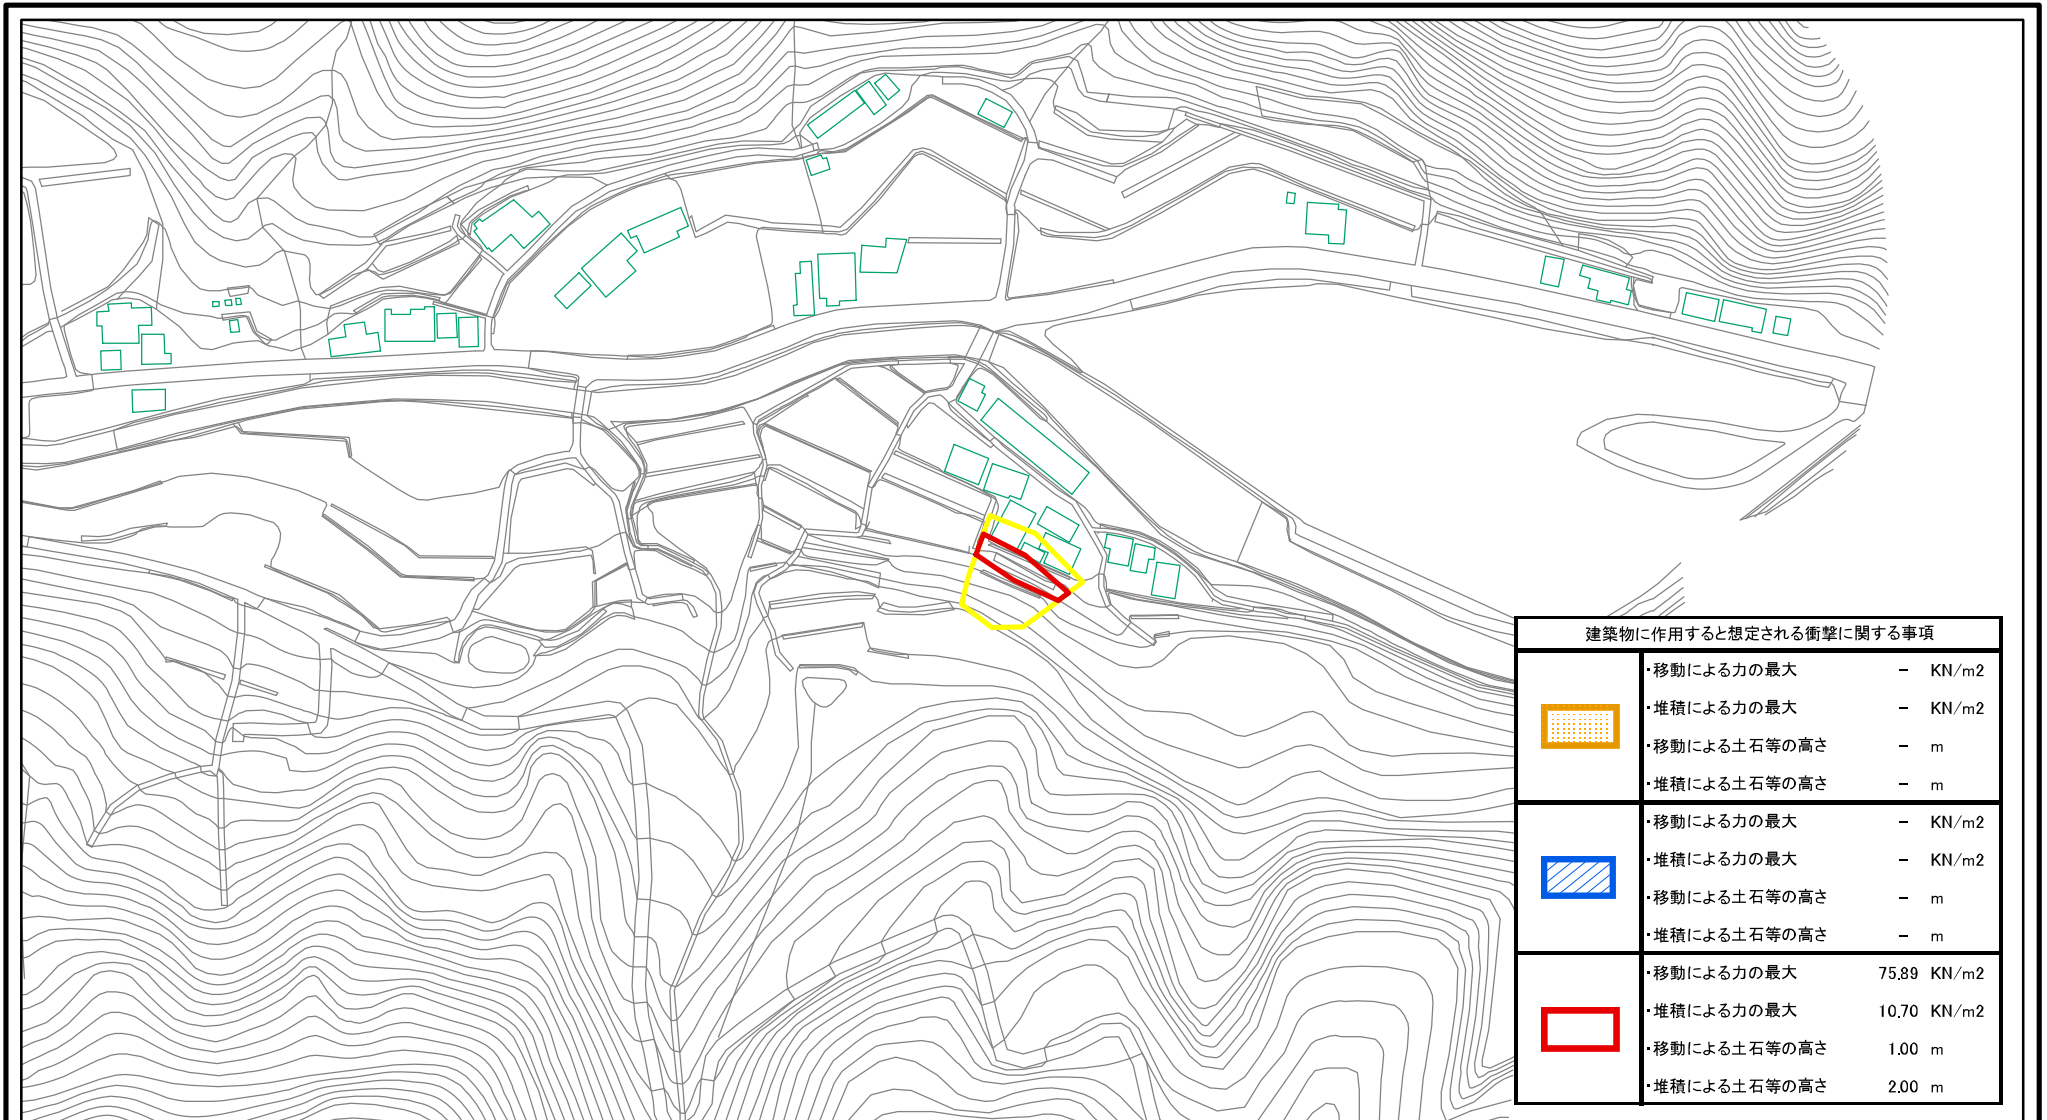 建築物に作用すると想定される衝撃に関する事項
・移動による力の最大 － KN/m2
・堆積による力の最大 － KN/m2
・移動による土石等の高さ － m
・堆積による土石等の高さ － m
・移動による力の最大 － KN/m2
・堆積による力の最大 － KN/m2
・移動による土石等の高さ － m
・堆積による土石等の高さ － m
・移動による力の最大 75.89 KN/m2
・堆積による力の最大 10.70 KN/m2
・移動による土石等の高さ 1.00 m
・堆積による土石等の高さ 2.00 m